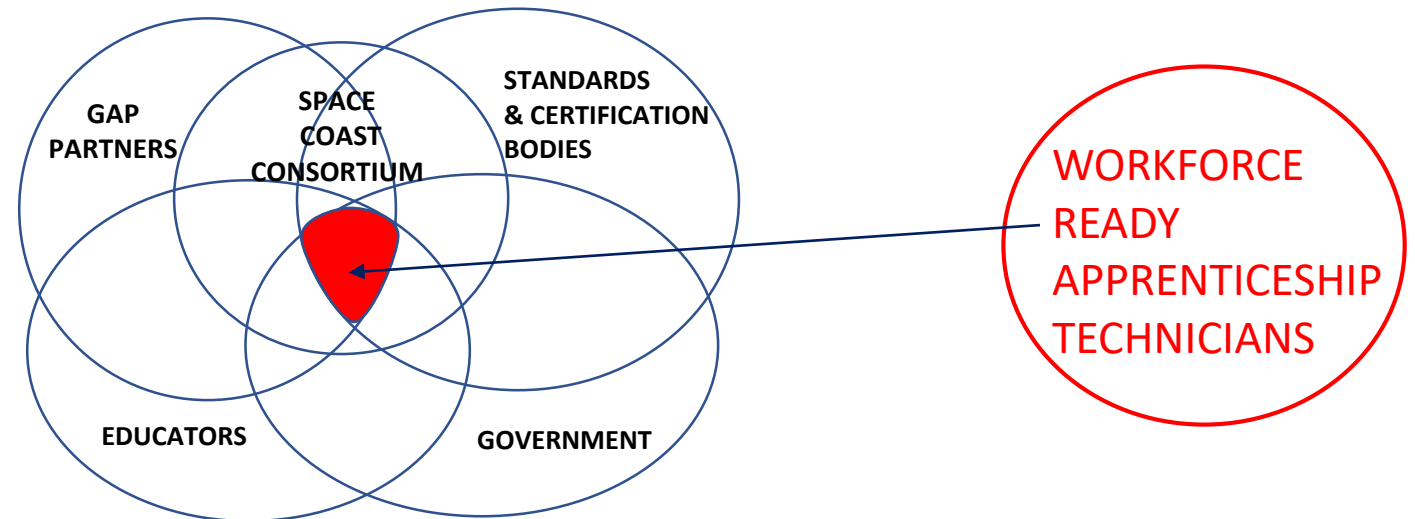 GAP
PARTNERS
SPACE
COAST
CONSORTIUM
STANDARDS
& CERTIFICATION
BODIES
EDUCATORS
GOVERNMENT
WORKFORCE
READY
APPRENTICESHIP
TECHNICIANS